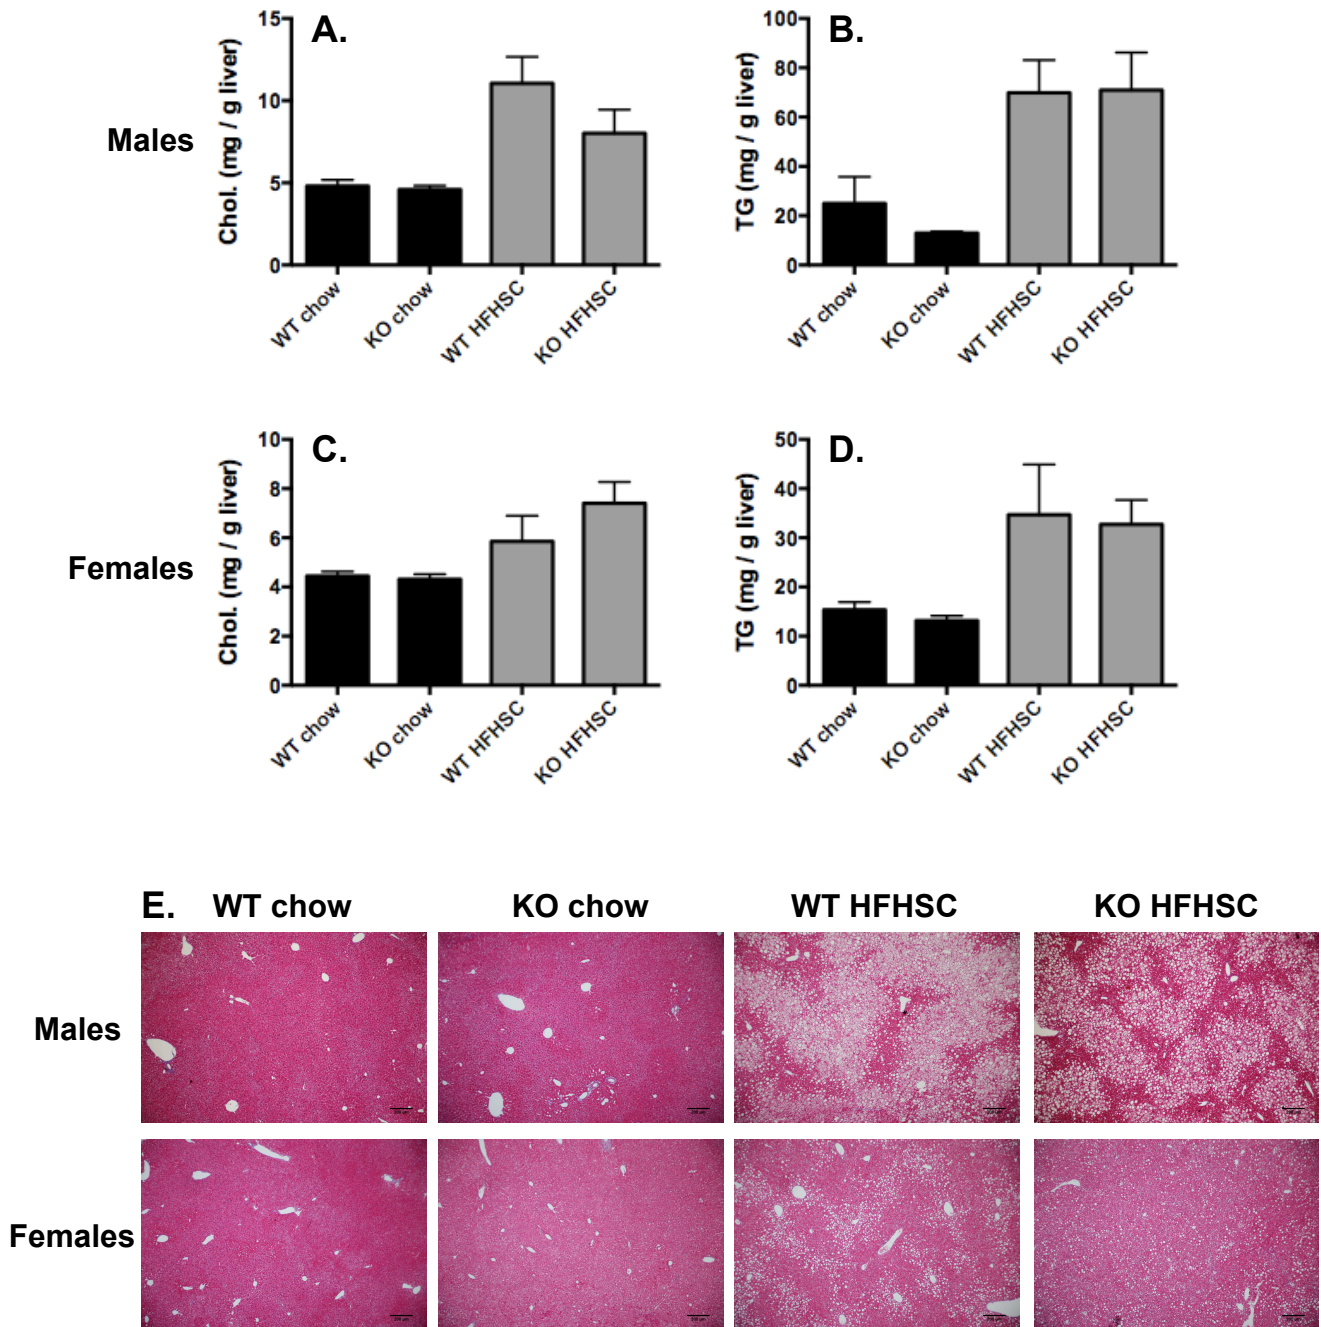 A.
Males
Chol. (mg / g liver)
15
10
5
0
WT chow
KO chow
WT HFHSC
KO HFHSC
B.
TG (mg / g liver)
100
80
60
40
20
0
WT chow
KO chow
WT HFHSC
KO HFHSC
C.
Females
Chol. (mg / g liver)
10
8
6
4
2
0
WT chow
KO chow
WT HFHSC
KO HFHSC
D.
TG (mg / g liver)
50
40
30
20
10
0
WT chow
KO chow
WT HFHSC
KO HFHSC
E. WT chow KO chow WT HFHSC KO HFHSC
Males
Females